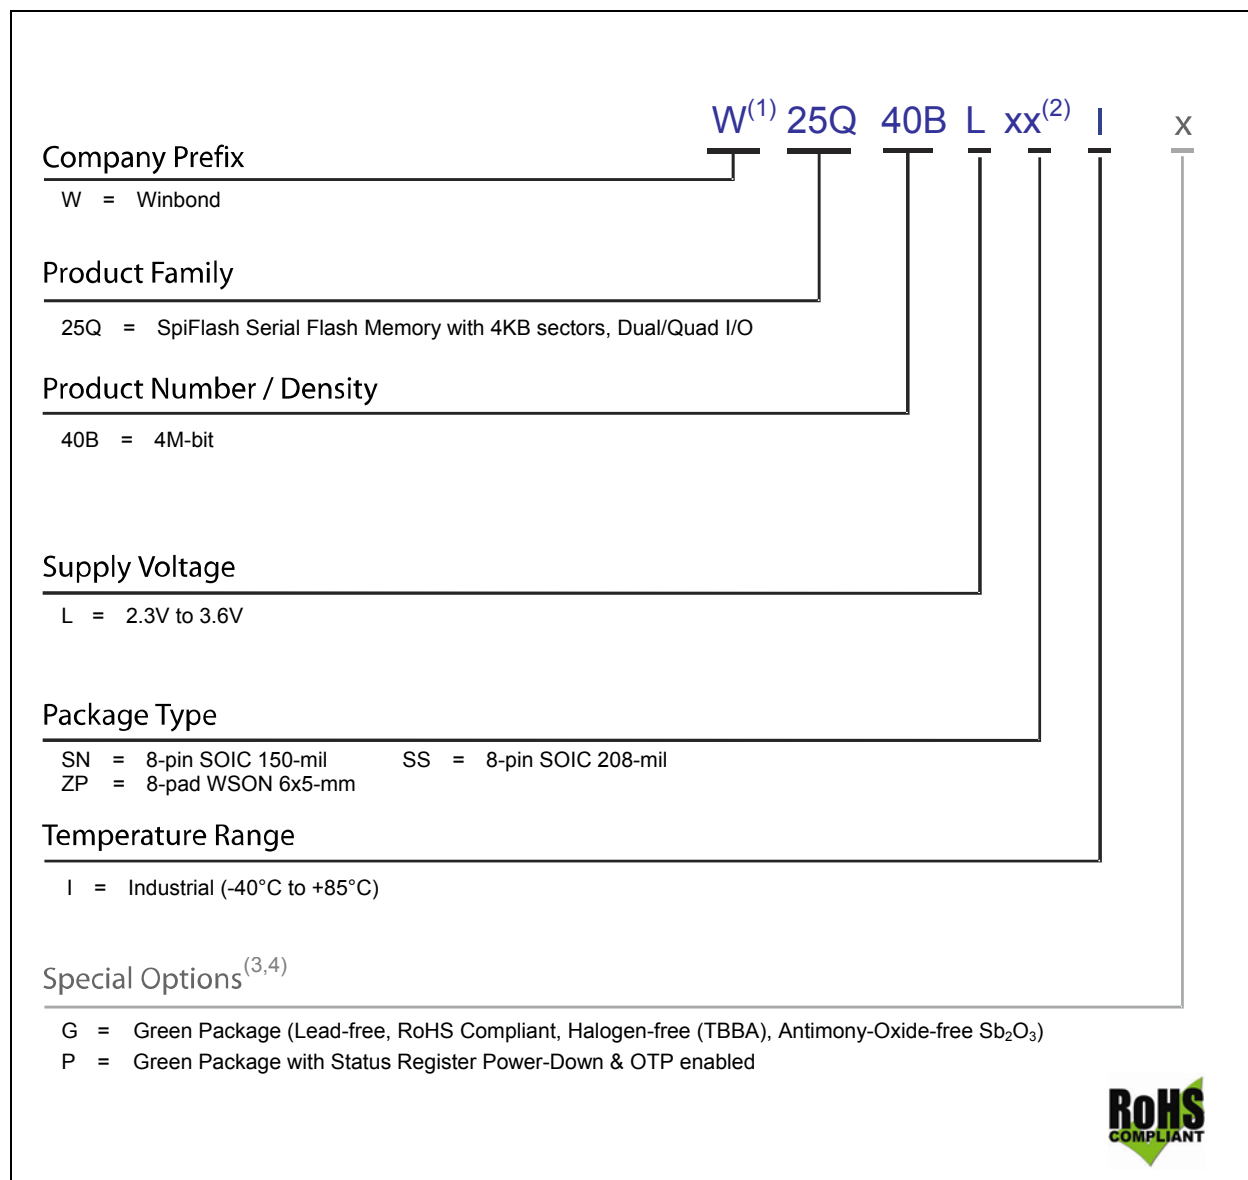 W(1) 25Q 40B L xx(2) I x
Company Prefix
W = Winbond
Product Family
25Q = SpiFlash Serial Flash Memory with 4KB sectors, Dual/Quad I/O
Product Number / Density
40B = 4M-bit
Supply Voltage
L = 2.3V to 3.6V
Package Type
SN = 8-pin SOIC 150-mil SS = 8-pin SOIC 208-mil
ZP = 8-pad WSON 6x5-mm
Temperature Range
I = Industrial (-40°C to +85°C)
Special Options(3,4)
G = Green Package (Lead-free, RoHS Compliant, Halogen-free (TBBA), Antimony-Oxide-free Sb₂O₃)
P = Green Package with Status Register Power-Down & OTP enabled
RoHS
COMPLIANT